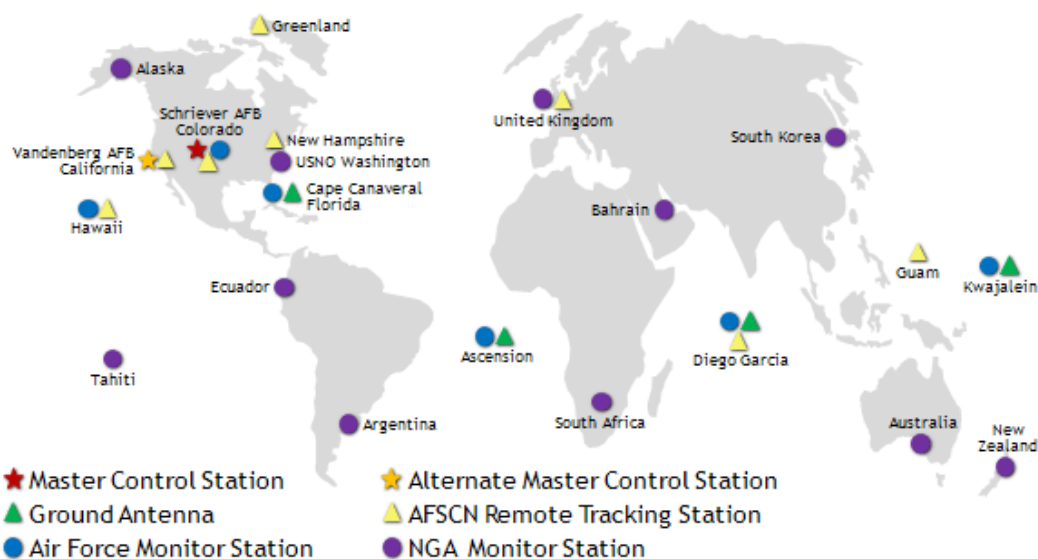 Greenland
Alaska
Schriever AFB
Colorado
New Hampshire
USNO Washington
Vandenberg AFB
California
Cape Canaveral
Florida
Hawaii
United Kingdom
South Korea
Bahrain
Guam
Kwajalein
Ecuador
Ascension
Diego Garcia
Tahiti
Argentina
South Africa
Australia
New
Zealand
Master Control Station
Alternate Master Control Station
Ground Antenna
AFSCN Remote Tracking Station
Air Force Monitor Station
NGA Monitor Station